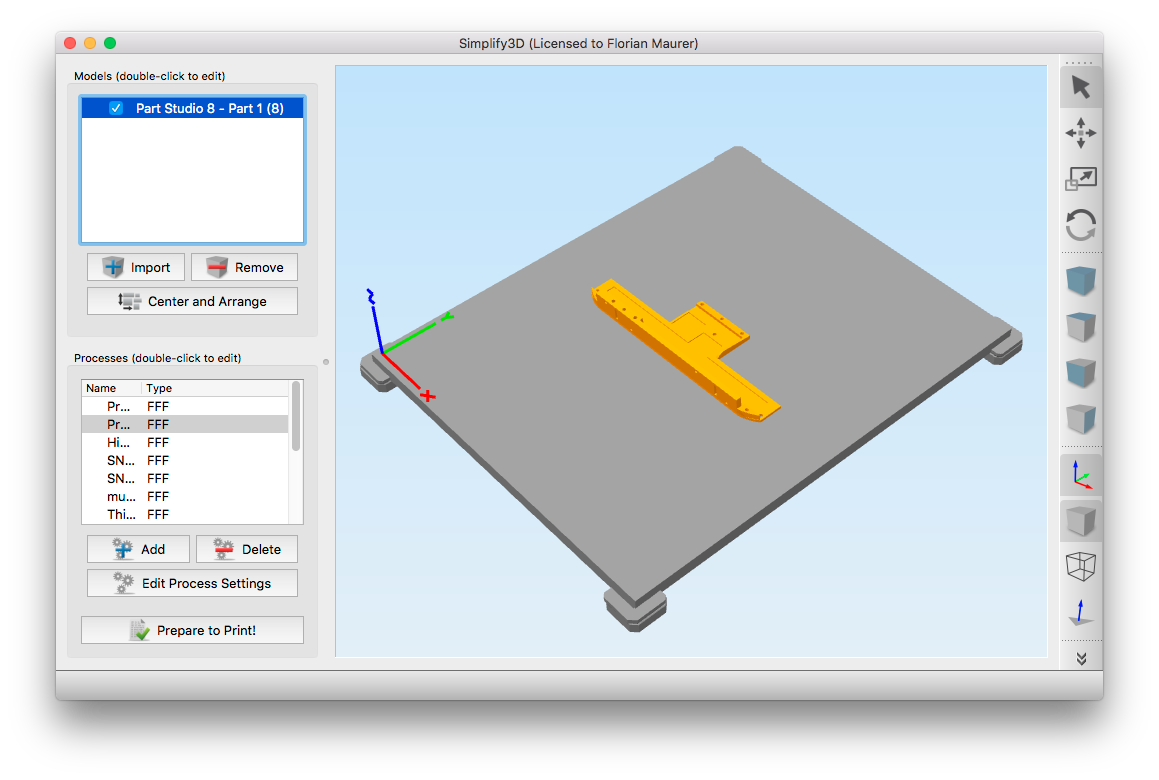 Simplify3D (Licensed to Florian Maurer)
Models (double-click to edit)
Part Studio 8 - Part 1 (8)
Import
Remove
Center and Arrange
Processes (double-click to edit)
Name Type
Pr... FFF
Pr... FFF
Hi... FFF
SN... FFF
SN... FFF
mu... FFF
Thi... FFF
Add
Delete
Edit Process Settings
Prepare to Print!
Z
Y
X